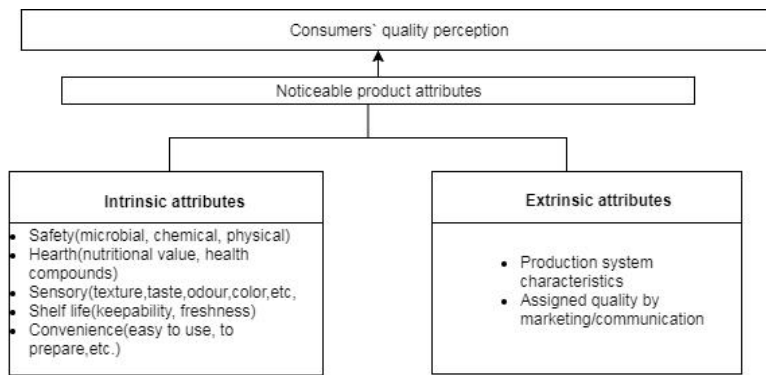 Consumers` quality perception
Noticeable product attributes
Intrinsic attributes
Safety(microbial, chemical, physical)
Hearth(nutritional value, health
compounds)
Sensory(texture,taste,odour,color,etc,
Shelf life(keepability, freshness)
Convenience(easy to use, to
prepare,etc.)
Extrinsic attributes
Production system
characteristics
Assigned quality by
marketing/communication